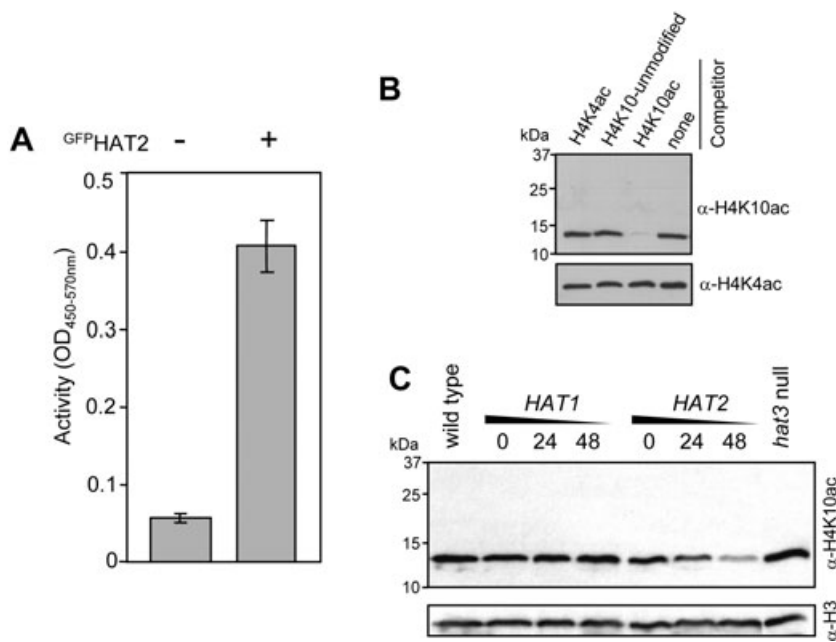 A
GFPHAT2 - +
0.5
0.4
0.3
0.2
0.1
0
Activity (OD450-570nm)
B
H4K4ac
H4K10-unmodified
H4K10ac
none
Competitor
kDa
37
25
15
10
α-H4K10ac
α-H4K4ac
C
wild type
HAT1
HAT2
hat3 null
0 24 48 0 24 48
kDa
37
25
15
10
α-H4K10ac
α-H3